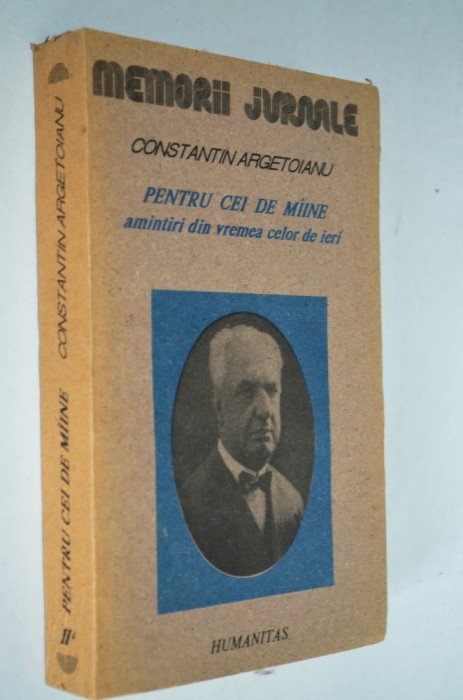 MEMORII JURNALE
CONSTANTIN ARGETOIANU
PENTRU CEI DE MÎINE
amintiri din vremea celor de ieri
HUMANITAS
CONSTANTIN ARGETOIANU
PENTRU CEI DE MÎINE